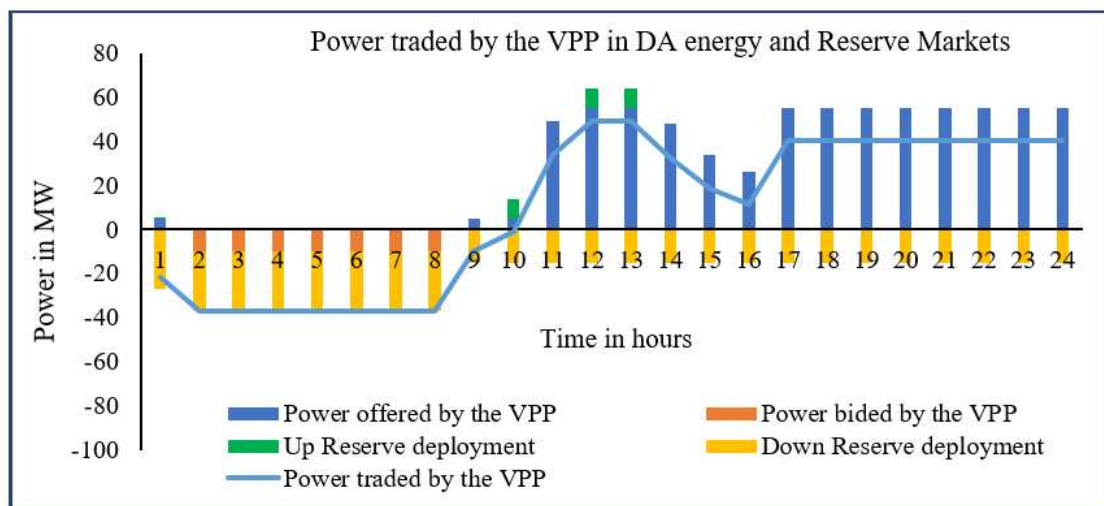 Power traded by the VPP in DA energy and Reserve Markets
80
60
40
20
0
-20
-40
-60
-80
-100
Power in MW
1 2 3 4 5 6 7 8 9 10 11 12 13 14 15 16 17 18 19 20 21 22 23 24
Time in hours
Power offered by the VPP Power bided by the VPP
Up Reserve deployment Down Reserve deployment
Power traded by the VPP